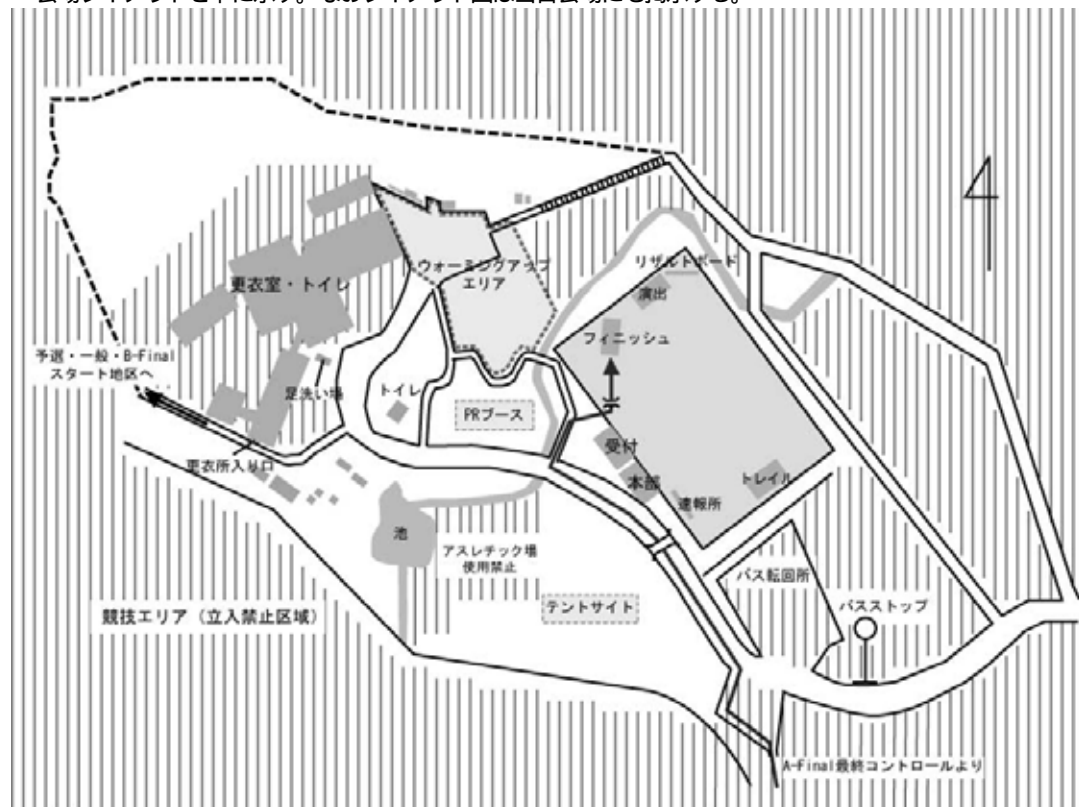 リザルトボード
演出
ウォーミングアップ
エリア
更衣室・トイレ
フィニッシュ
予選・一般・B-Final
スタート地区へ
足洗い場
トイレ
PRブース
受付
更衣所入り口
本部
トレイル
速報所
池
アスレチック場
使用禁止
バス転回所
テントサイト
バスストップ
競技エリア（立入禁止区域）
A-Final最終コントロールより